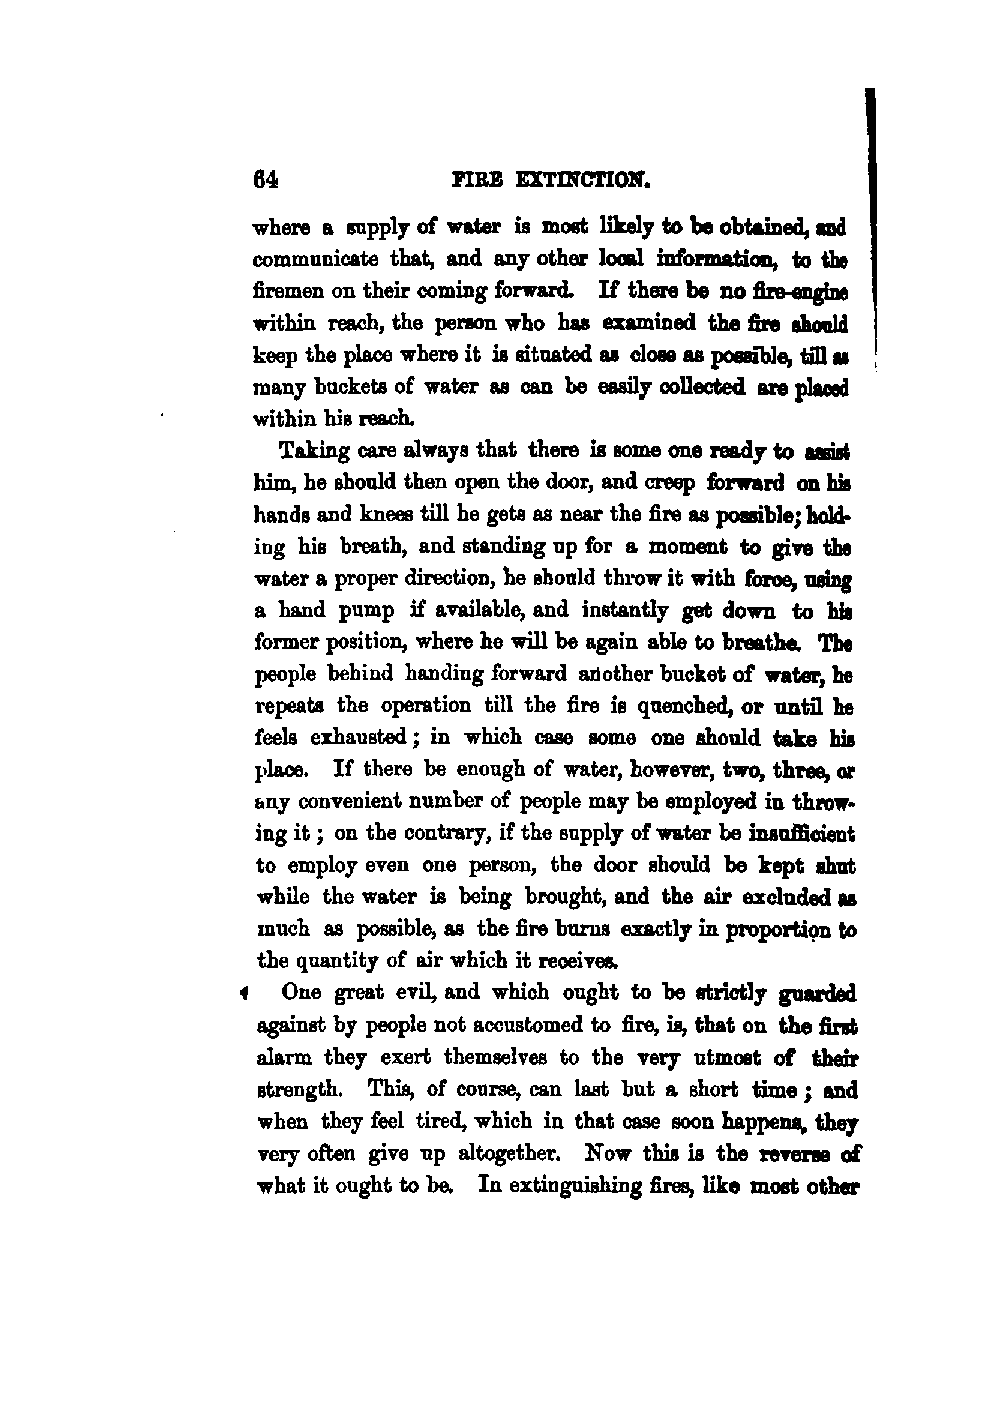 64 FIRE EXTINCTION.
where a supply of water is most likely to be obtained, and
communicate that, and any other local information, to the
firemen on their coming forward. If there be no fire-engine
within reach, the person who has examined the fire should
keep the place where it is situated as close as possible, till as
many buckets of water as can be easily collected are placed
within his reach.
Taking care always that there is some one ready to assist
him, he should then open the door, and creep forward on his
hands and knees till he gets as near the fire as possible; hold-
ing his breath, and standing up for a moment to give the
water a proper direction, he should throw it with force, using
a hand pump if available, and instantly get down to his
former position, where he will be again able to breathe. The
people behind handing forward another bucket of water, he
repeats the operation till the fire is quenched, or until he
feels exhausted; in which case some one should take his
place. If there be enough of water, however, two, three, or
any convenient number of people may be employed in throw-
ing it; on the contrary, if the supply of water be insufficient
to employ even one person, the door should be kept shut
while the water is being brought, and the air excluded as
much as possible, as the fire burns exactly in proportion to
the quantity of air which it receives.
One great evil, and which ought to be strictly guarded
against by people not accustomed to fire, is, that on the first
alarm they exert themselves to the very utmost of their
strength. This, of course, can last but a short time; and
when they feel tired, which in that case soon happens, they
very often give up altogether. Now this is the reverse of
what it ought to be. In extinguishing fires, like most other